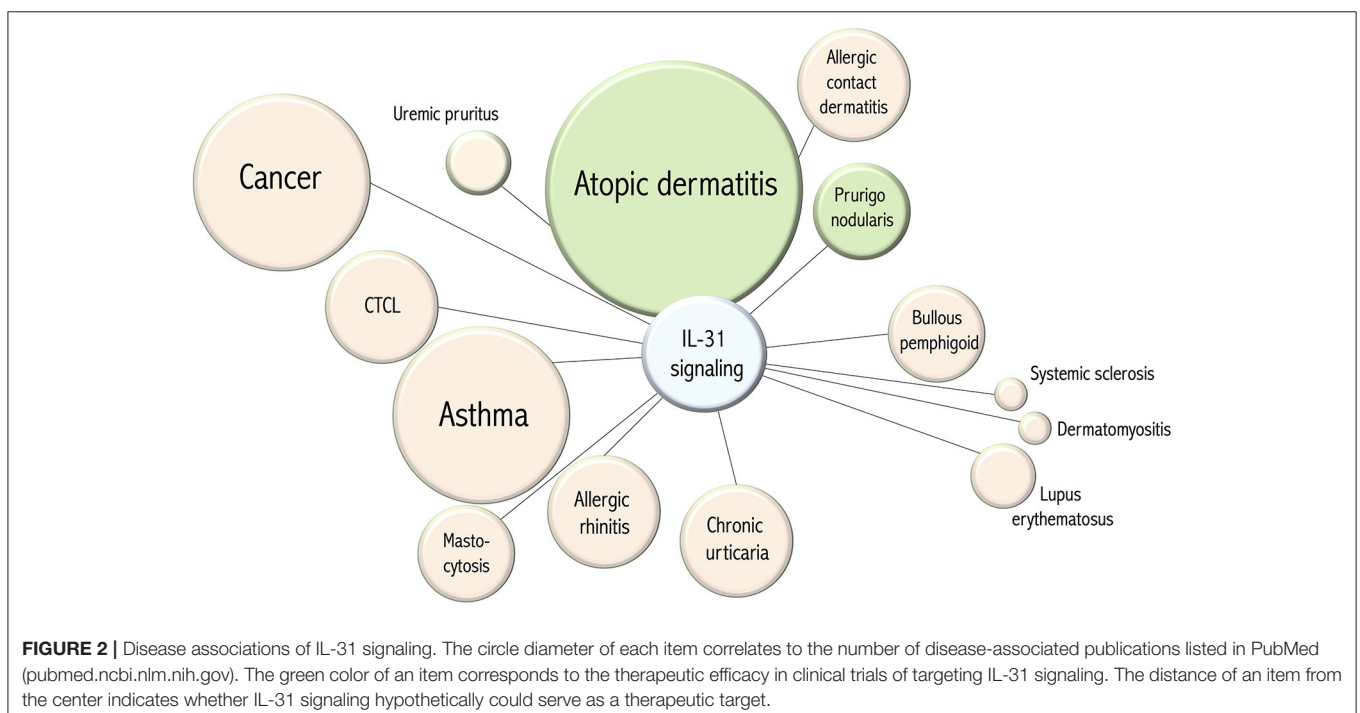 Allergic
contact
dermatitis
Uremic pruritus
Cancer
Atopic dermatitis
Prurigo
nodularis
CTCL
IL-31
signaling
Bullous
pemphigoid
Systemic sclerosis
Asthma
Dermatomyositis
Lupus
erythematosus
Allergic
rhinitis
Chronic
urticaria
Masto-
cytosis
FIGURE 2 | Disease associations of IL-31 signaling. The circle diameter of each item correlates to the number of disease-associated publications listed in PubMed
(pubmed.ncbi.nlm.nih.gov). The green color of an item corresponds to the therapeutic efficacy in clinical trials of targeting IL-31 signaling. The distance of an item from
the center indicates whether IL-31 signaling hypothetically could serve as a therapeutic target.